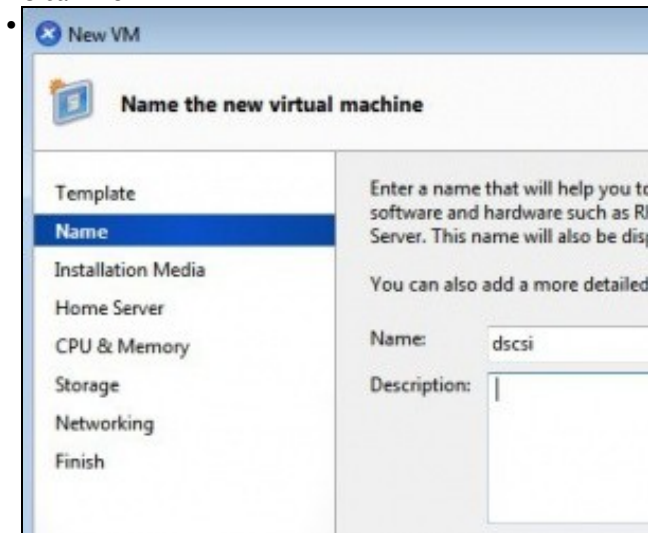 New VM
Name the new virtual machine
Template
Name
Installation Media
Home Server
CPU & Memory
Storage
Networking
Finish
Enter a name that will help you to
software and hardware such as
Server. This name will also be
You can also add a more detailed
Name: dscsi
Description: